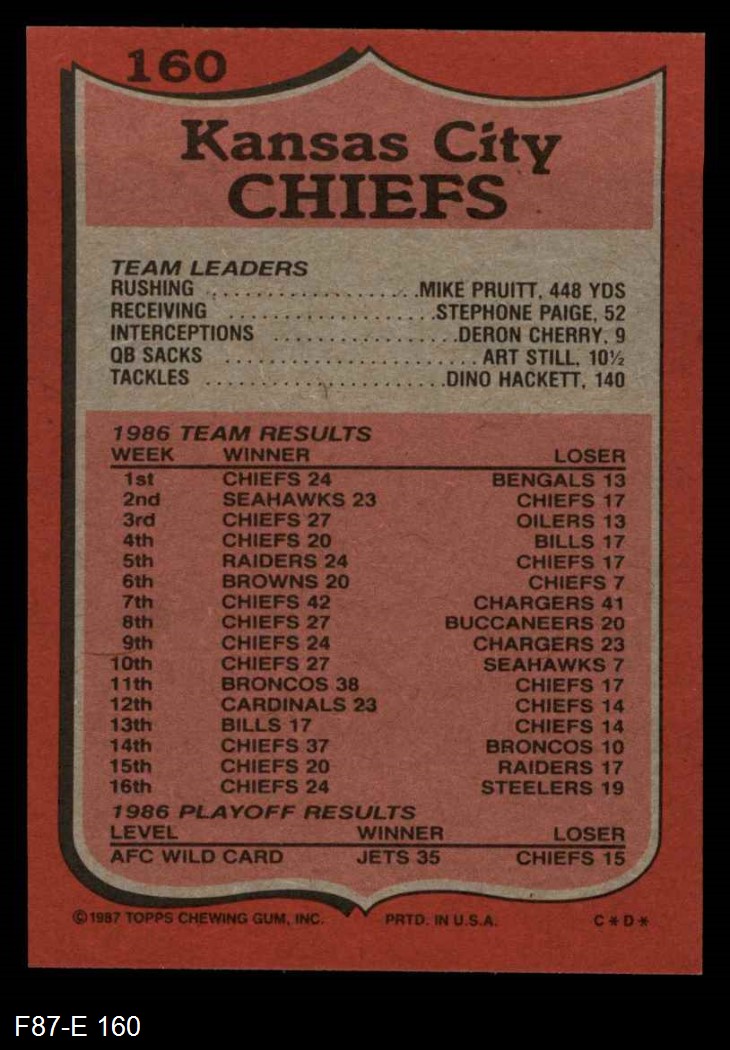 160
Kansas City
CHIEFS
TEAM LEADERS
RUSHING ..................MIKE PRUITT, 448 YDS
RECEIVING ..................STEPHONE PAIGE, 52
INTERCEPTIONS ................DERON CHERRY, 9
QB SACKS ......................ART STILL, 10½
TACKLES .....................DINO HACKETT, 140
1986 TEAM RESULTS
WEEK WINNER LOSER
1st CHIEFS 24 BENGALS 13
2nd SEAHAWKS 23 CHIEFS 17
3rd CHIEFS 27 OILERS 13
4th CHIEFS 20 BILLS 17
5th RAIDERS 24 CHIEFS 17
6th BROWNS 20 CHIEFS 7
7th CHIEFS 42 CHARGERS 41
8th CHIEFS 27 BUCCANEERS 20
9th CHIEFS 24 CHARGERS 23
10th CHIEFS 27 SEAHAWKS 7
11th BRONCOS 38 CHIEFS 17
12th CARDINALS 23 CHIEFS 14
13th BILLS 17 CHIEFS 14
14th CHIEFS 37 BRONCOS 10
15th CHIEFS 20 RAIDERS 17
16th CHIEFS 24 STEELERS 19
1986 PLAYOFF RESULTS
LEVEL WINNER LOSER
AFC WILD CARD JETS 35 CHIEFS 15
©1987 TOPPS CHEWING GUM, INC. PRTD. IN U.S.A. C*D*
F87-E 160